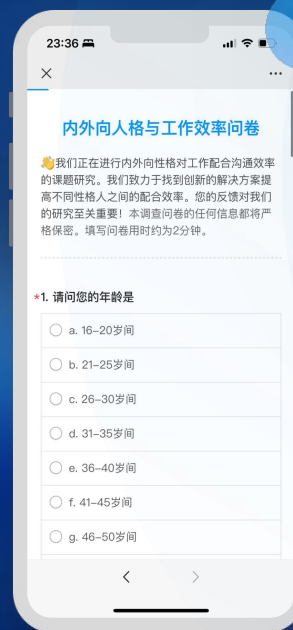 23:36
内外向人格与工作效率问卷
👋我们正在进行内外向性格对工作配合沟通效率
的课题研究。我们致力于找到创新的解决方案提
高不同性格人之间的配合效率。您的反馈对我们
的研究至关重要！本调查问卷的任何信息都将严
格保密。填写问卷用时约为2分钟。
*1. 请问您的年龄是
a. 16–20岁间
b. 21–25岁间
c. 26–30岁间
d. 31–35岁间
e. 36–40岁间
f. 41–45岁间
g. 46–50岁间